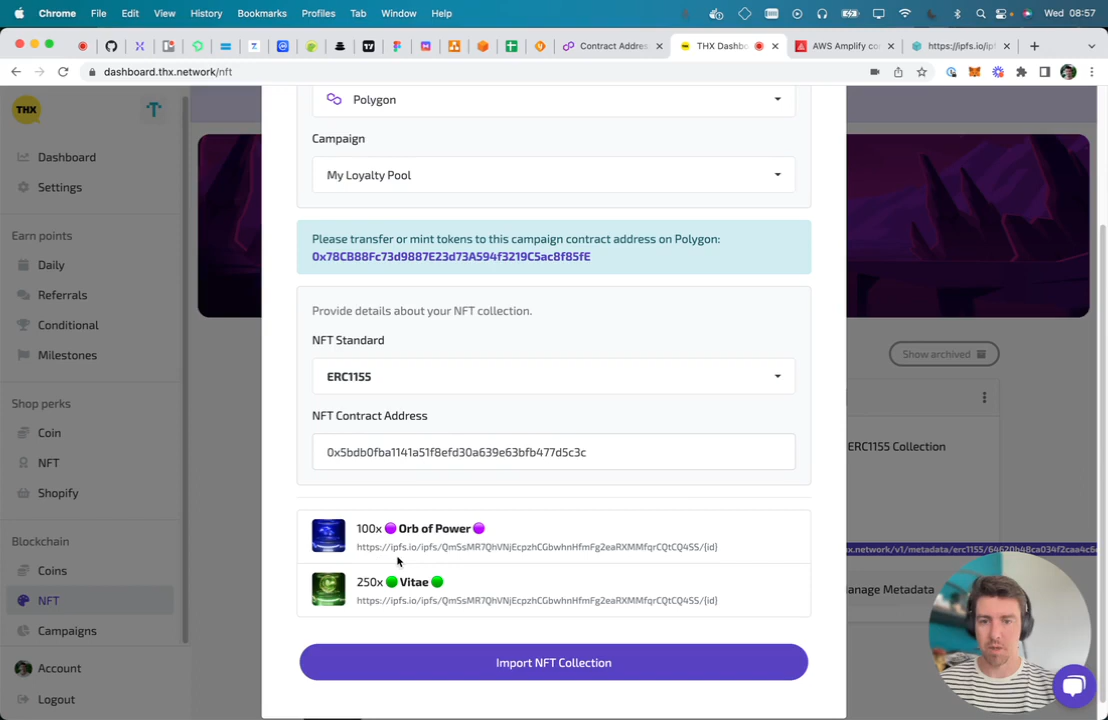 Chrome File Edit View History Bookmarks Profiles Tab Window Help Wed 08:57
Contract Addres THX Dashbo AWS Amplify co https://ipfs.io/ip
dashboard.thx.network/nft
THX T
Dashboard
Settings
Earn points
Daily
Referrals
Conditional
Milestones
Shop perks
Coin
NFT
Shopify
Blockchain
Coins
NFT
Campaigns
Account
Logout
Polygon
Campaign
My Loyalty Pool
Please transfer or mint tokens to this campaign contract address on Polygon:
0x78CB88Fc73d9887E23d73A594f3219C5ac8f85fE
Provide details about your NFT collection.
NFT Standard
ERC1155
NFT Contract Address
0x5bdb0fba1141a51f8efd30a639e63bfb477d5c3c
100x 🟣 Orb of Power 🟣
https://ipfs.io/ipfs/QmSsMR7QhVNjEcpzhCGbwhnHfmFg2eaRXMMfqrCQtCQ4SS/{id}
250x 🟢 Vitae 🟢
https://ipfs.io/ipfs/QmSsMR7QhVNjEcpzhCGbwhnHfmFg2eaRXMMfqrCQtCQ4SS/{id}
Import NFT Collection
Show archived
ERC1155 Collection
x.network/v1/metadata/erc1155/64620b48ca034f2caa4c6
anage Metadata